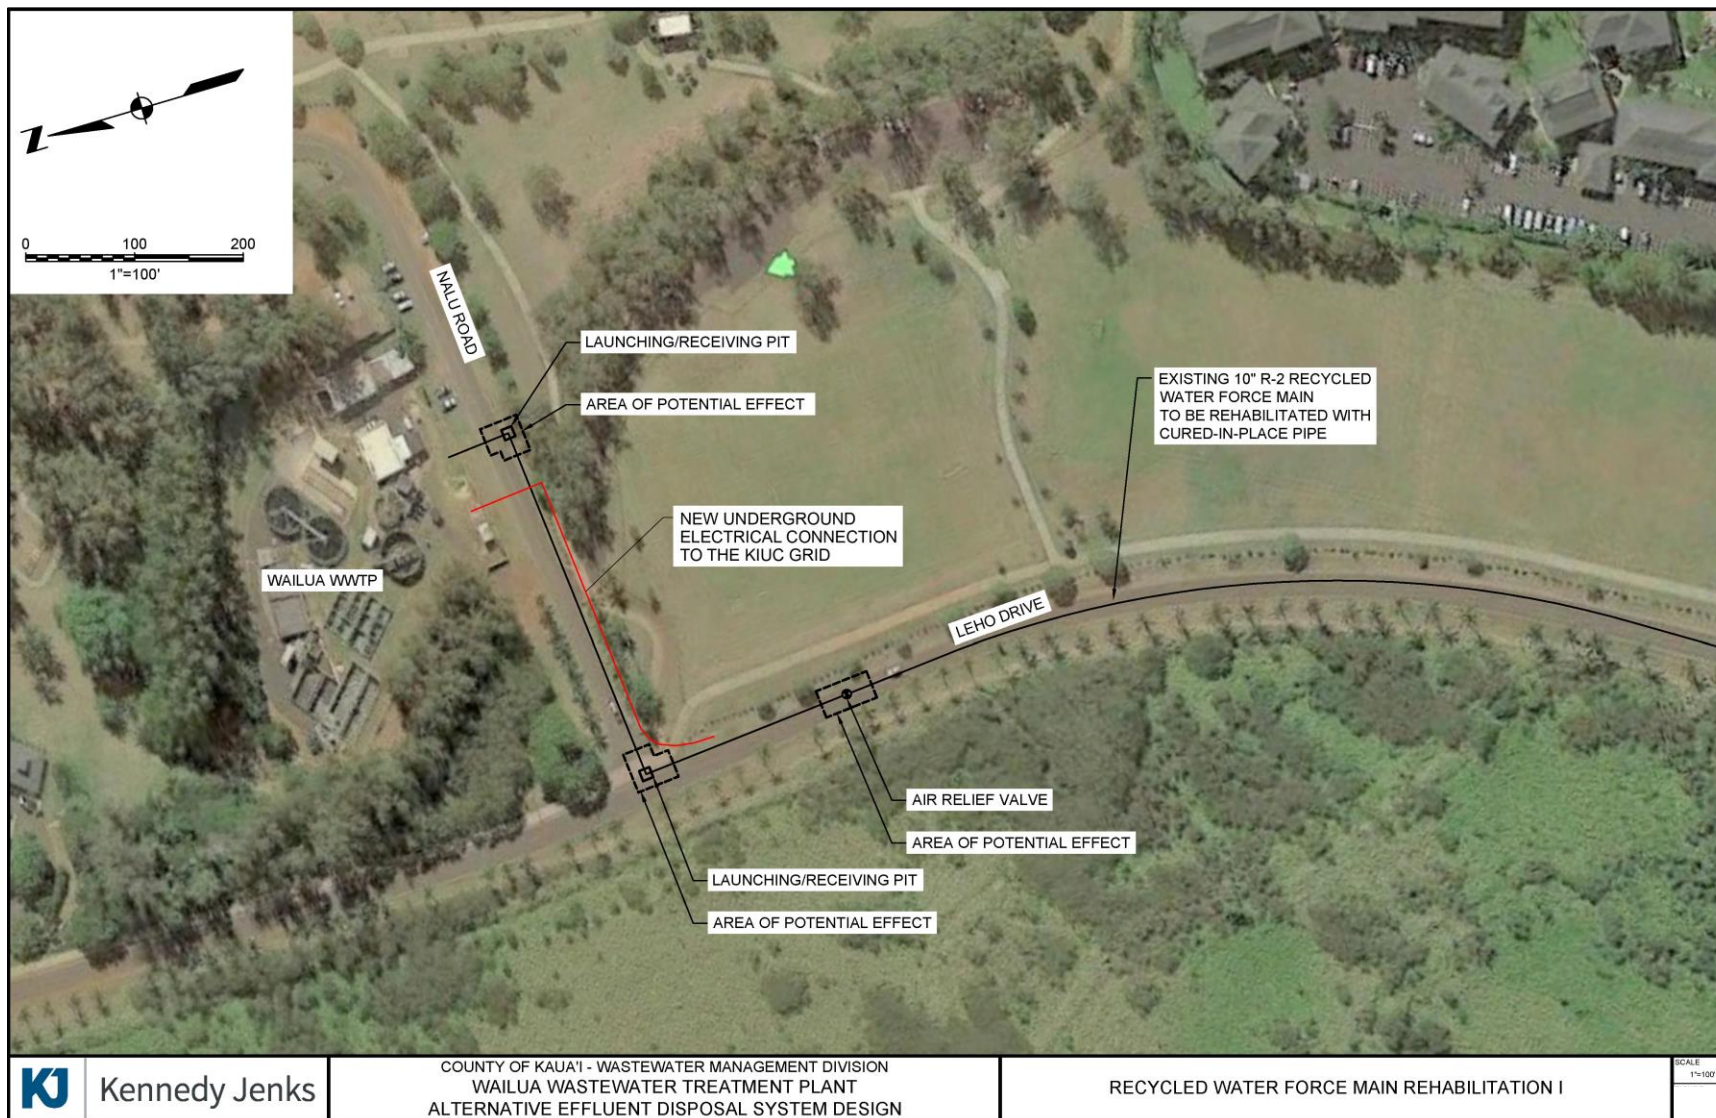 N
0 100 200
1"=100'
NALU ROAD
LAUNCHING/RECEIVING PIT
AREA OF POTENTIAL EFFECT
EXISTING 10" R-2 RECYCLED
WATER FORCE MAIN
TO BE REHABILITATED WITH
CURED-IN-PLACE PIPE
NEW UNDERGROUND
ELECTRICAL CONNECTION
TO THE KIUC GRID
WAILUA WWTP
LEHO DRIVE
AIR RELIEF VALVE
AREA OF POTENTIAL EFFECT
LAUNCHING/RECEIVING PIT
AREA OF POTENTIAL EFFECT
KJ Kennedy Jenks
COUNTY OF KAUA'I - WASTEWATER MANAGEMENT DIVISION
WAILUA WASTEWATER TREATMENT PLANT
ALTERNATIVE EFFLUENT DISPOSAL SYSTEM DESIGN
RECYCLED WATER FORCE MAIN REHABILITATION I
SCALE
1"=100'